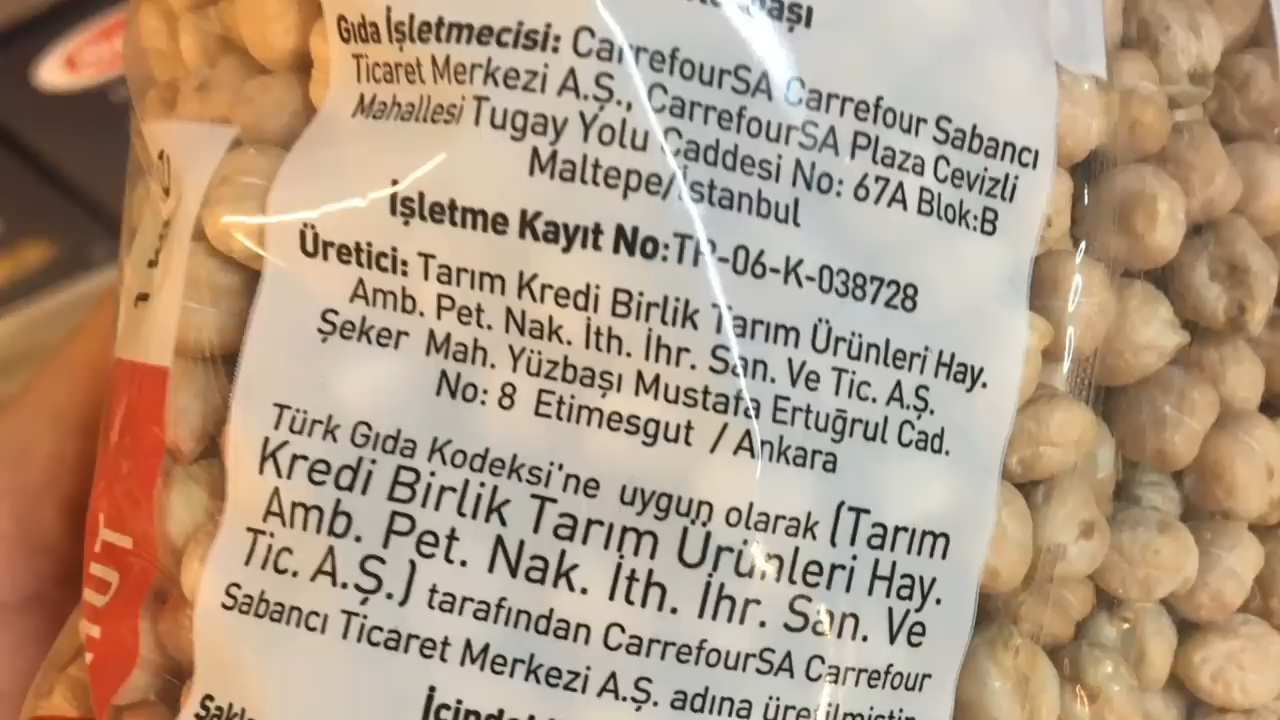 Gıda İşletmecisi: CarrefourSA Carrefour Sabancı
Ticaret Merkezi A.Ş., CarrefourSA Plaza Cevizli
Mahallesi Tugay Yolu Caddesi No: 67A Blok:B
Maltepe/İstanbul
İşletme Kayıt No:TR-06-K-038728
Üretici: Tarım Kredi Birlik Tarım Ürünleri Hay.
Amb. Pet. Nak. İth. İhr. San. Ve Tic. A.Ş.
Şeker Mah. Yüzbaşı Mustafa Ertuğrul Cad.
No: 8 Etimesgut / Ankara
Türk Gıda Kodeksi'ne uygun olarak (Tarım
Kredi Birlik Tarım Ürünleri Hay.
Amb. Pet. Nak. İth. İhr. San. Ve
Tic. A.Ş.) tarafından CarrefourSA Carrefour
Sabancı Ticaret Merkezi A.Ş. adına üretilmiştir